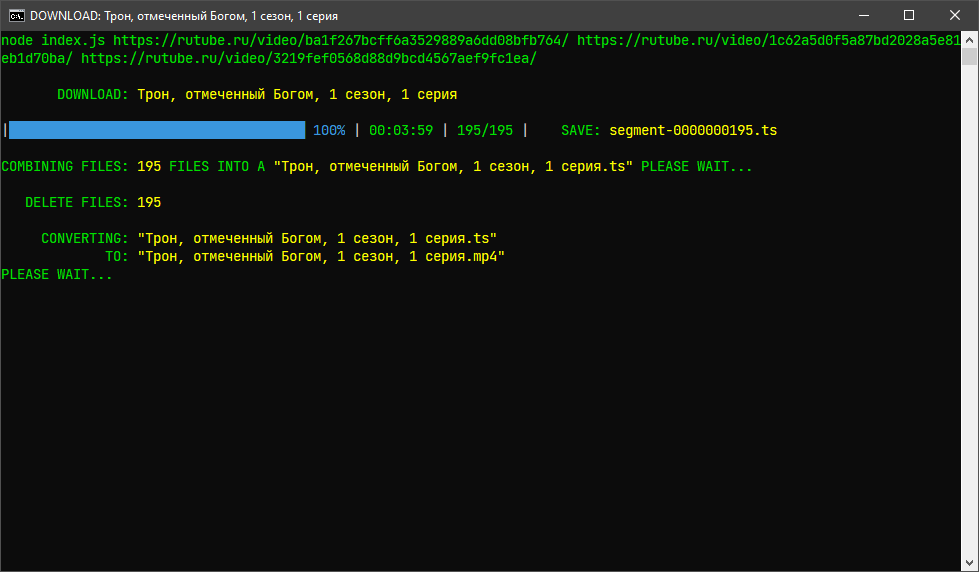 DOWNLOAD: Трон, отмеченный Богом, 1 сезон, 1 серия
node index.js https://rutube.ru/video/ba1f267bcff6a3529889a6dd08bfb764/ https://rutube.ru/video/1c62a5d0f5a87bd2028a5e81
eb1d70ba/ https://rutube.ru/video/3219fef0568d88d9bcd4567aef9fc1ea/
DOWNLOAD: Трон, отмеченный Богом, 1 сезон, 1 серия
| 100% | 00:03:59 | 195/195 | SAVE: segment-0000000195.ts
COMBINING FILES: 195 FILES INTO A "Трон, отмеченный Богом, 1 сезон, 1 серия.ts" PLEASE WAIT...
DELETE FILES: 195
CONVERTING: "Трон, отмеченный Богом, 1 сезон, 1 серия.ts"
TO: "Трон, отмеченный Богом, 1 сезон, 1 серия.mp4"
PLEASE WAIT...